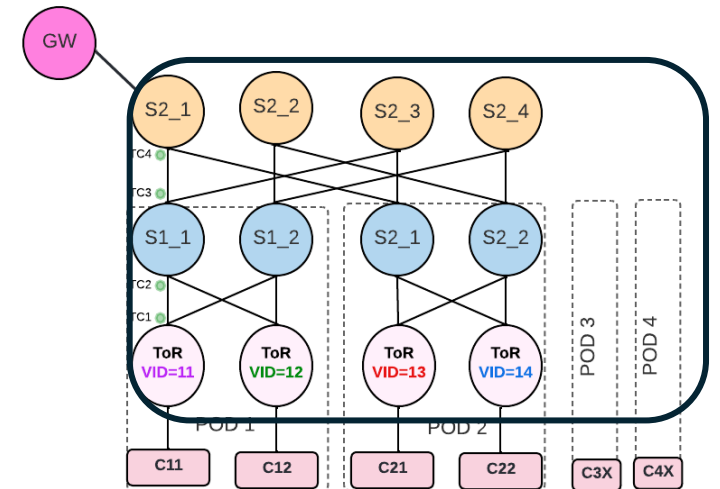 GW
S2_1
S2_2
S2_3
S2_4
TC4
TC3
S1_1
S1_2
S2_1
S2_2
TC2
TC1
ToR
VID=11
ToR
VID=12
ToR
VID=13
ToR
VID=14
POD 3
POD 4
POD 1
POD 2
C11
C12
C21
C22
C3X
C4X